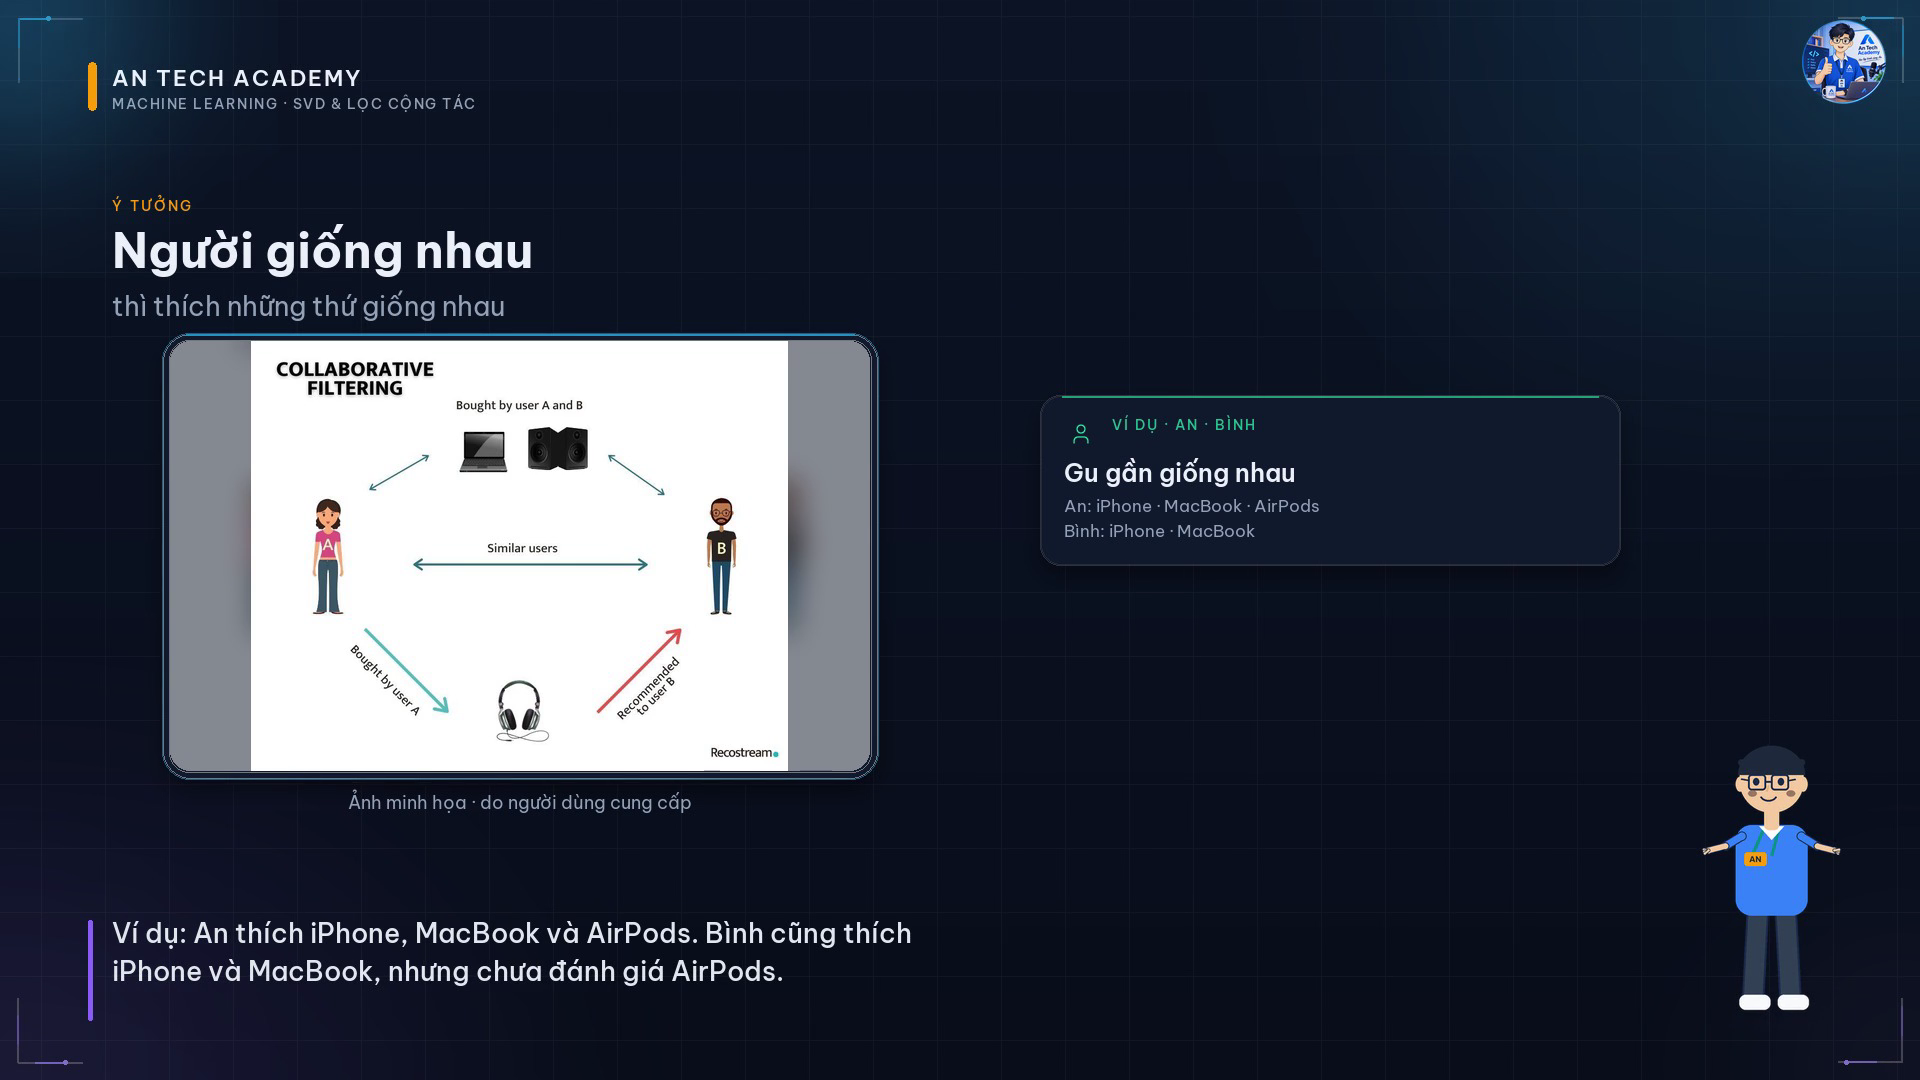 AN TECH ACADEMY
MACHINE LEARNING · SVD & LỌC CỘNG TÁC
An Tech
Academy
Ý TƯỞNG
Người giống nhau
thì thích những thứ giống nhau
COLLABORATIVE
FILTERING
Bought by user A and B
A
Similar users
B
Bought by user A
Recommended
to user B
Recostream
Ảnh minh họa · do người dùng cung cấp
VÍ DỤ · AN · BÌNH
Gu gần giống nhau
An: iPhone · MacBook · AirPods
Bình: iPhone · MacBook
AN
Ví dụ: An thích iPhone, MacBook và AirPods. Bình cũng thích
iPhone và MacBook, nhưng chưa đánh giá AirPods.